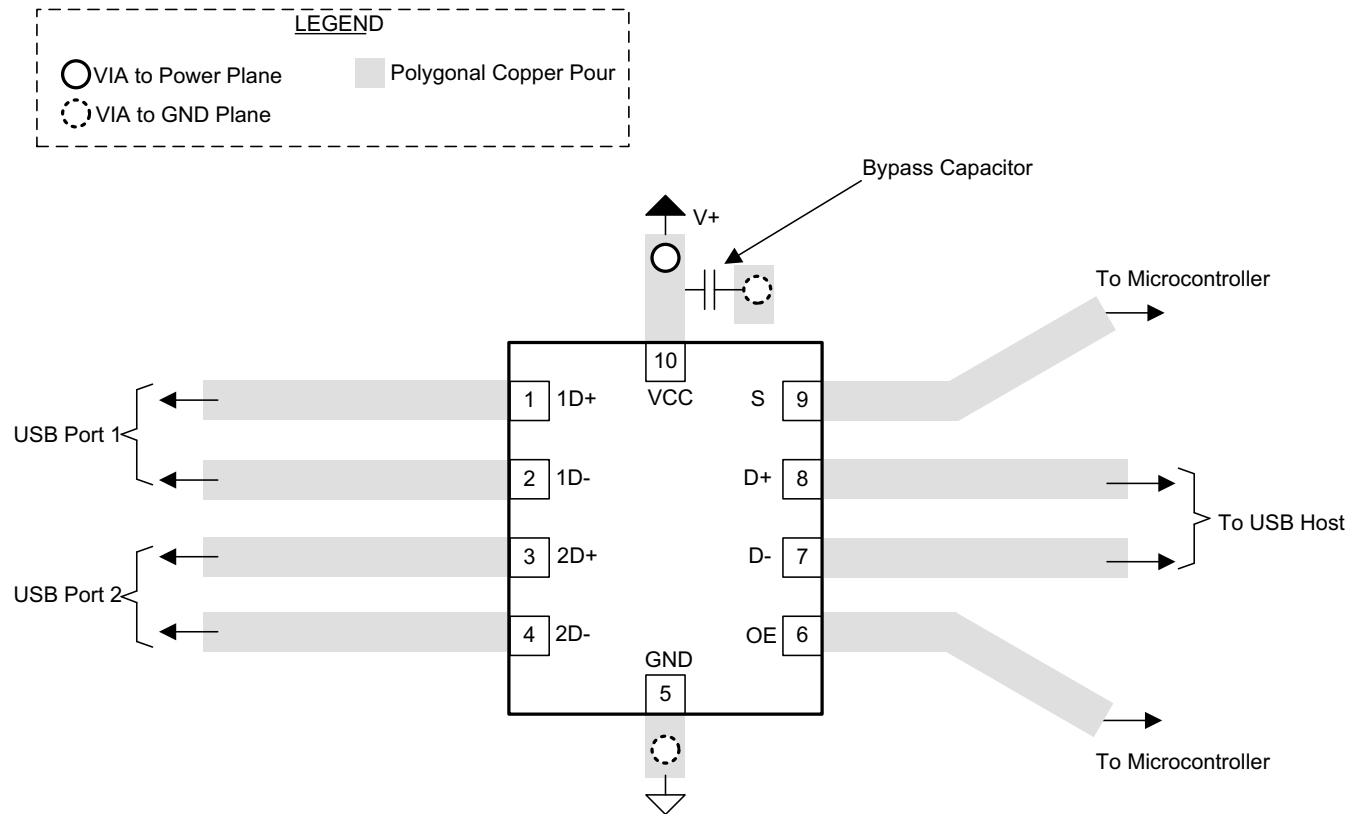 LEGEND
VIA to Power Plane
Polygonal Copper Pour
VIA to GND Plane
Bypass Capacitor
V+
To Microcontroller
10
VCC
1 1D+
S 9
USB Port 1
2 1D-
D+ 8
To USB Host
3 2D+
D- 7
USB Port 2
4 2D-
OE 6
GND
5
To Microcontroller